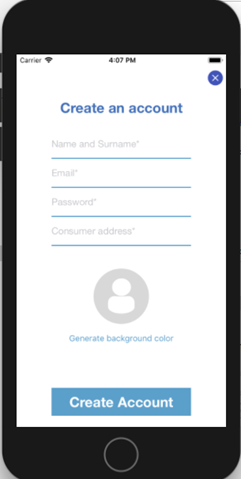 Carrier 4:07 PM
Create an account
Name and Surname*
Email*
Password*
Consumer address*
Generate background color
Create Account